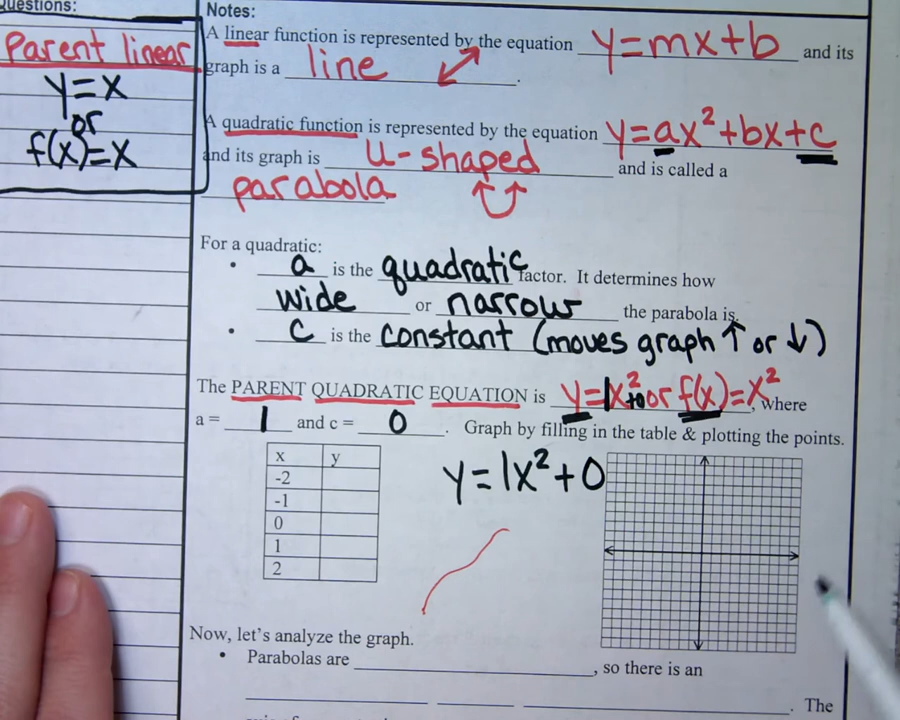 Questions:
Notes:
Parent linear
y=x
or
f(x)=x
A linear function is represented by the equation y=mx+b and its
graph is a line.
A quadratic function is represented by the equation y=ax²+bx+c
and its graph is u-shaped and is called a
parabola
For a quadratic:
• a is the quadratic factor. It determines how
wide or narrow the parabola is.
• c is the constant (moves graph ↑ or ↓)
The PARENT QUADRATIC EQUATION is y=1x²+0 or f(x)=x², where
a = 1 and c = 0. Graph by filling in the table & plotting the points.
x y
-2
-1
0
1
2
y=1x²+0
Now, let's analyze the graph.
• Parabolas are ____________, so there is an
____________ ____ ____________. The